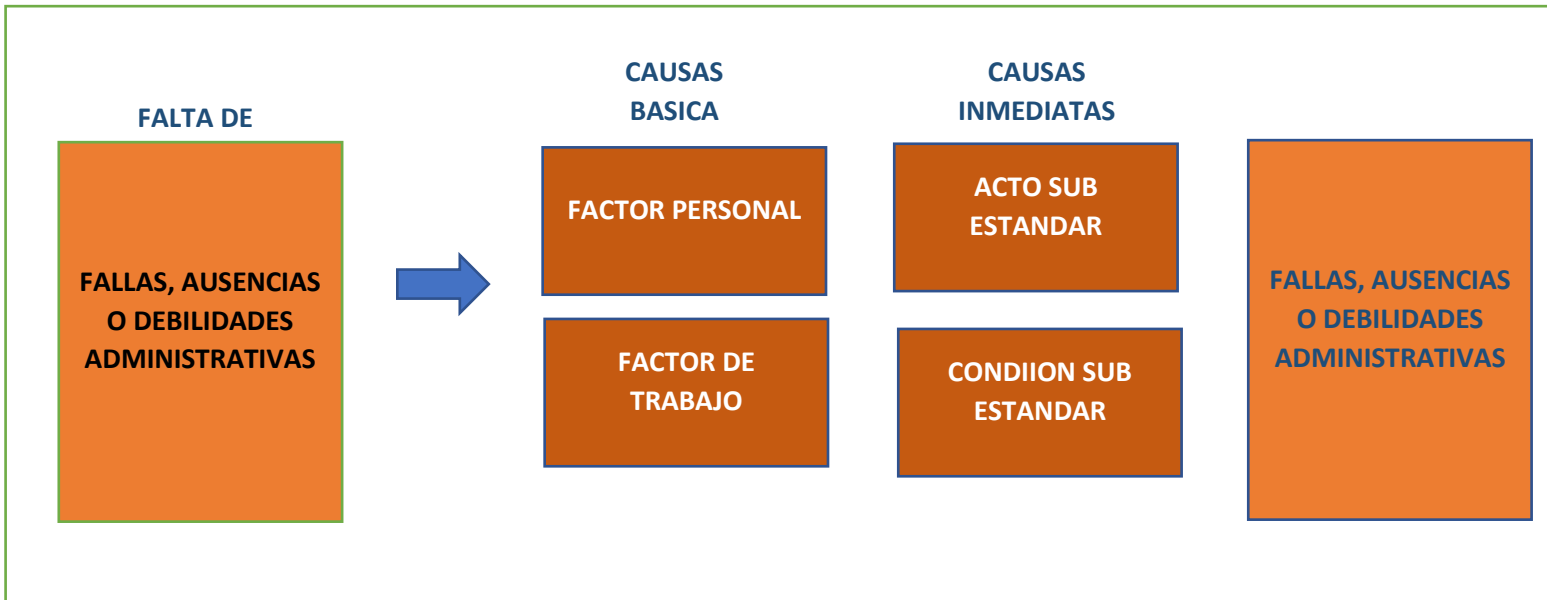 FALTA DE
FALLAS, AUSENCIAS
O DEBILIDADES
ADMINISTRATIVAS
CAUSAS
BASICA
FACTOR PERSONAL
FACTOR DE
TRABAJO
CAUSAS
INMEDIATAS
ACTO SUB
ESTANDAR
CONDIION SUB
ESTANDAR
FALLAS, AUSENCIAS
O DEBILIDADES
ADMINISTRATIVAS